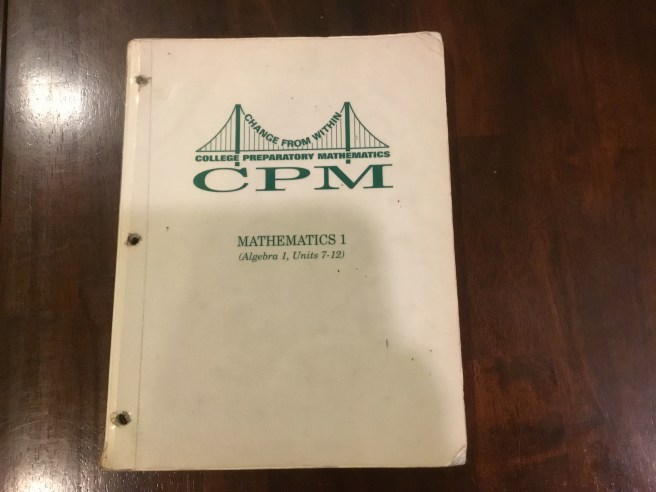 CHANGE FROM WITHIN
COLLEGE PREPARATORY MATHEMATICS
CPM
MATHEMATICS 1
(Algebra 1, Units 7-12)